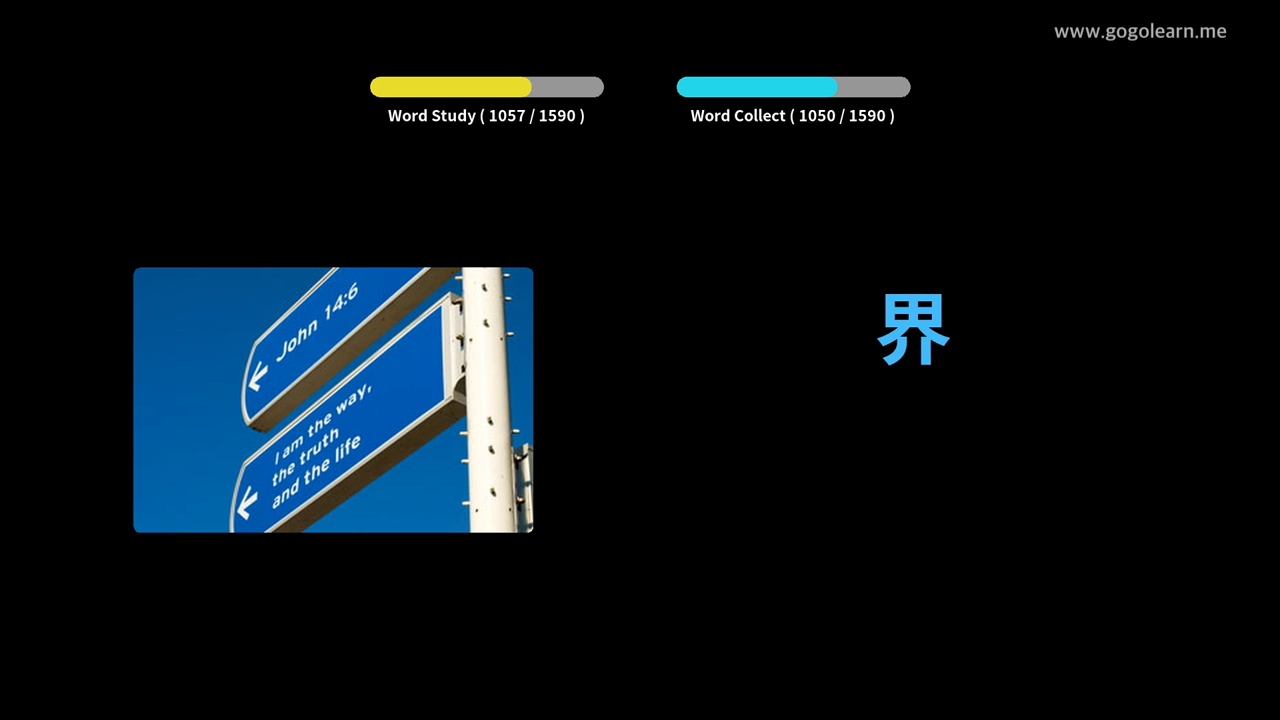 www.gogolearn.me
Word Study ( 1057 / 1590 )
Word Collect ( 1050 / 1590 )
John 14:6
I am the way,
the truth
and the life
界